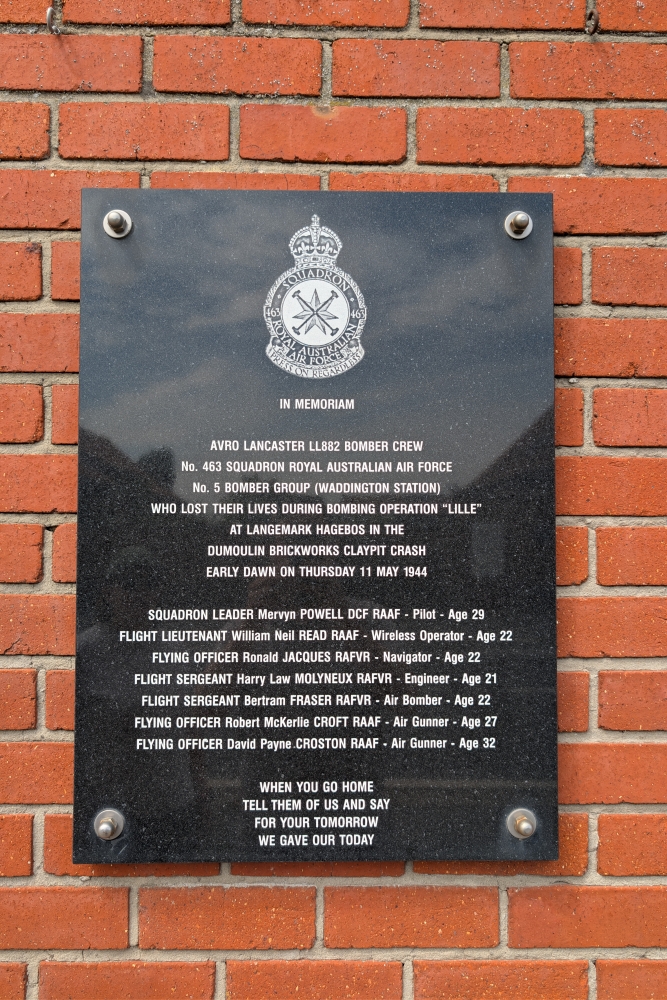 SQUADRON
463 463
ROYAL AUSTRALIAN
AIR FORCE
PRESS ON REGARDLESS
IN MEMORIAM
AVRO LANCASTER LL882 BOMBER CREW
No. 463 SQUADRON ROYAL AUSTRALIAN AIR FORCE
No. 5 BOMBER GROUP (WADDINGTON STATION)
WHO LOST THEIR LIVES DURING BOMBING OPERATION “LILLE”
AT LANGEMARK HAGEBOS IN THE
DUMOULIN BRICKWORKS CLAYPIT CRASH
EARLY DAWN ON THURSDAY 11 MAY 1944
SQUADRON LEADER Mervyn POWELL DCF RAAF - Pilot - Age 29
FLIGHT LIEUTENANT William Neil READ RAAF - Wireless Operator - Age 22
FLYING OFFICER Ronald JACQUES RAFVR - Navigator - Age 22
FLIGHT SERGEANT Harry Law MOLYNEUX RAFVR - Engineer - Age 21
FLIGHT SERGEANT Bertram FRASER RAFVR - Air Bomber - Age 22
FLYING OFFICER Robert McKerlie CROFT RAAF - Air Gunner - Age 27
FLYING OFFICER David Payne CROSTON RAAF - Air Gunner - Age 32
WHEN YOU GO HOME
TELL THEM OF US AND SAY
FOR YOUR TOMORROW
WE GAVE OUR TODAY